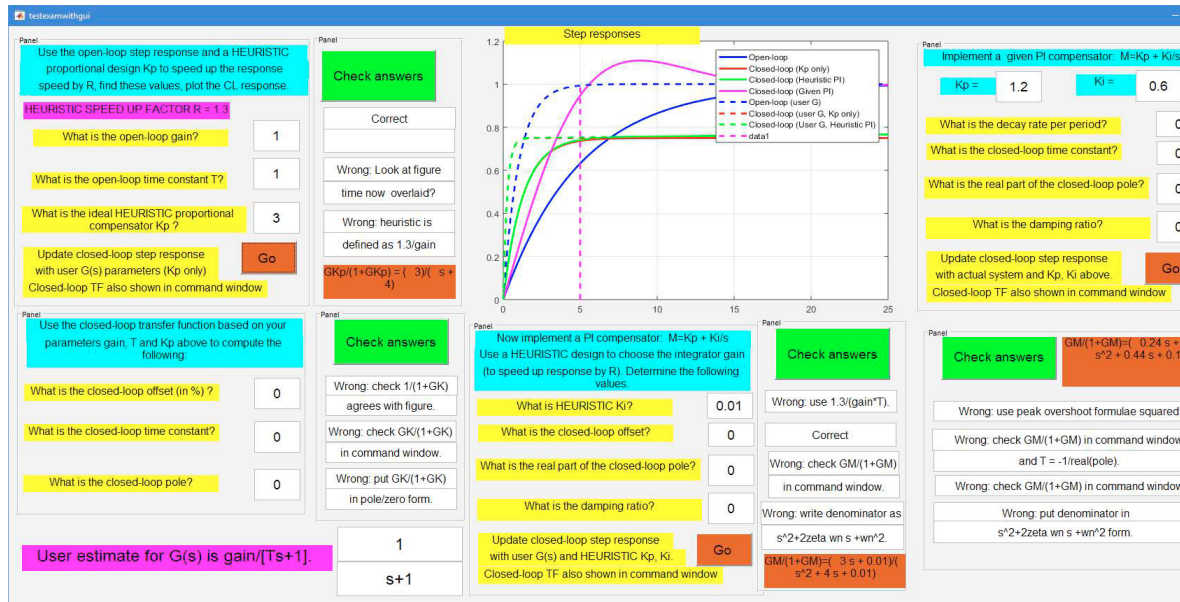 testexamwithgui
Panel
Use the open-loop step response and a HEURISTIC
proportional design Kp to speed up the response
speed by R, find these values, plot the CL response.
HEURISTIC SPEED UP FACTOR R = 1.3
What is the open-loop gain?
1
What is the open-loop time constant T?
1
What is the ideal HEURISTIC proportional
compensator Kp ?
3
Update closed-loop step response
with user G(s) parameters (Kp only)
Go
Closed-loop TF also shown in command window
Panel
Check answers
Correct
Wrong: Look at figure
time now overlaid?
Wrong: heuristic is
defined as 1.3/gain
GKp/(1+GKp) = ( 3)/( s +
4)
Step responses
1.2
1
0.8
0.6
0.4
0.2
0
0
5
10
15
20
25
Open-loop
Closed-loop (Kp only)
Closed-loop (Heuristic PI)
Closed-loop (Given PI)
Open-loop (user G)
Closed-loop (user G, Kp only)
Closed-loop (User G, Heuristic PI)
data1
Panel
Implement a given PI compensator: M=Kp + Ki/s
Kp =
1.2
Ki =
0.6
What is the decay rate per period?
0
What is the closed-loop time constant?
0
What is the real part of the closed-loop pole?
0
What is the damping ratio?
0
Update closed-loop step response
with actual system and Kp, Ki above.
Go
Closed-loop TF also shown in command window
Panel
Use the closed-loop transfer function based on your
parameters gain, T and Kp above to compute the
following:
What is the closed-loop offset (in %) ?
0
What is the closed-loop time constant?
0
What is the closed-loop pole?
0
Panel
Check answers
Wrong: check 1/(1+GK)
agrees with figure.
Wrong: check GK/(1+GK)
in command window.
Wrong: put GK/(1+GK)
in pole/zero form.
User estimate for G(s) is gain/[Ts+1].
1
s+1
Panel
Now implement a PI compensator: M=Kp + Ki/s
Use a HEURISTIC design to choose the integrator gain
(to speed up response by R). Determine the following
values.
What is HEURISTIC Ki?
0.01
What is the closed-loop offset?
0
What is the real part of the closed-loop pole?
0
What is the damping ratio?
0
Update closed-loop step response
with user G(s) and HEURISTIC Kp, Ki.
Go
Closed-loop TF also shown in command window
Panel
Check answers
Wrong: use 1.3/(gain*T).
Correct
Wrong: check GM/(1+GM)
in command window.
Wrong: write denominator as
s^2+2zeta wn s +wn^2.
GM/(1+GM)=( 3 s + 0.01)/(
s^2 + 4 s + 0.01)
Panel
Check answers
GM/(1+GM)=( 0.24 s +
s^2 + 0.44 s + 0.1
Wrong: use peak overshoot formulae squared
Wrong: check GM/(1+GM) in command window
and T = -1/real(pole).
Wrong: check GM/(1+GM) in command window
Wrong: put denominator in
s^2+2zeta wn s +wn^2 form.